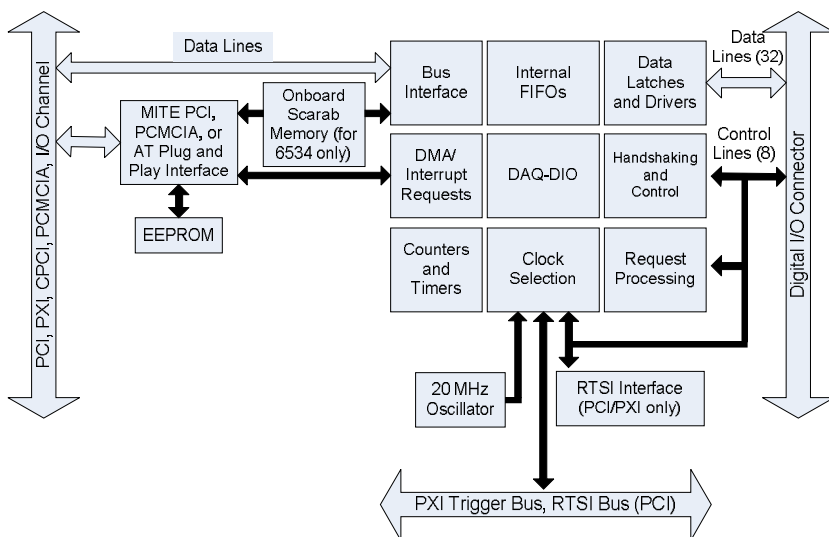 Data Lines
PCI, PXI, CPCI, PCMCIA, I/O Channel
MITE PCI,
PCMCIA, or
AT Plug and
Play Interface
Onboard
Scarab
Memory (for
6534 only)
EEPROM
Bus
Interface
Internal
FIFOs
Data
Latches
and Drivers
DMA/
Interrupt
Requests
DAQ-DIO
Handshaking
and
Control
Counters
and
Timers
Clock
Selection
Request
Processing
Data
Lines (32)
Control
Lines (8)
Digital I/O Connector
20 MHz
Oscillator
RTSI Interface
(PCI/PXI only)
PXI Trigger Bus, RTSI Bus (PCI)